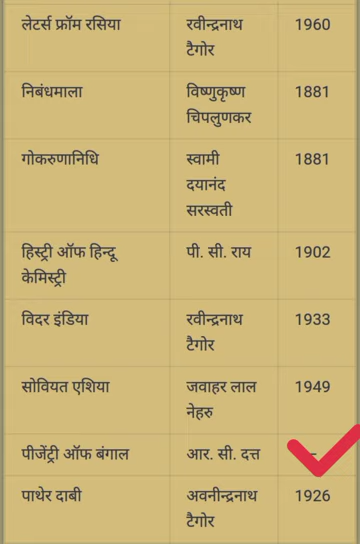 लेटर्स फ्रॉम रसिया रवीन्द्रनाथ 1960
टैगोर
निबंधमाला विष्णुकृष्ण 1881
चिपलुणकर
गोकरुणानिधि स्वामी 1881
दयानंद
सरस्वती
हिस्ट्री ऑफ हिन्दू पी. सी. राय 1902
केमिस्ट्री
विदर इंडिया रवीन्द्रनाथ 1933
टैगोर
सोवियत एशिया जवाहर लाल 1949
नेहरु
पीजेंट्री ऑफ बंगाल आर. सी. दत्त –
पाथेर दाबी अवनीन्द्रनाथ 1926
टैगोर